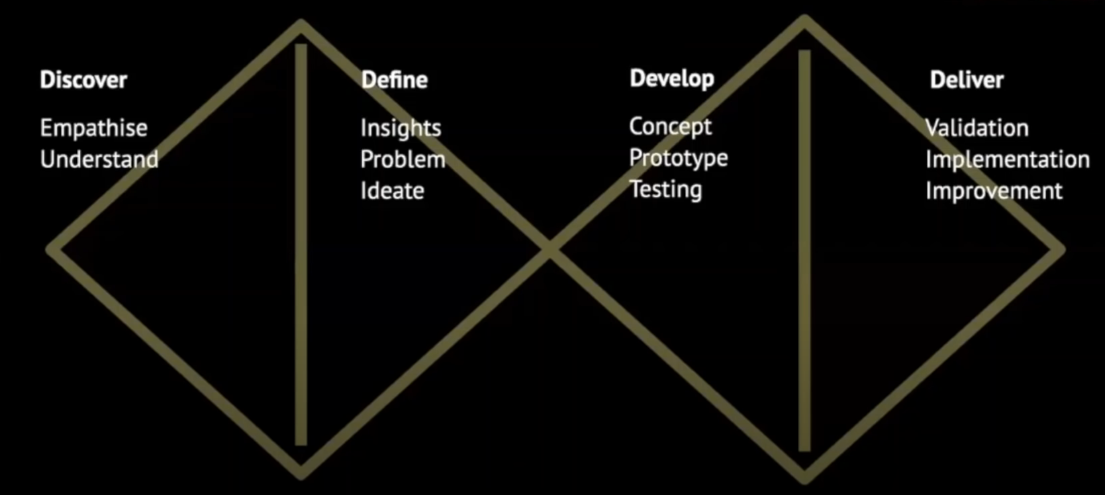 Discover
Empathise
Understand
Define
Insights
Problem
Ideate
Develop
Concept
Prototype
Testing
Deliver
Validation
Implementation
Improvement